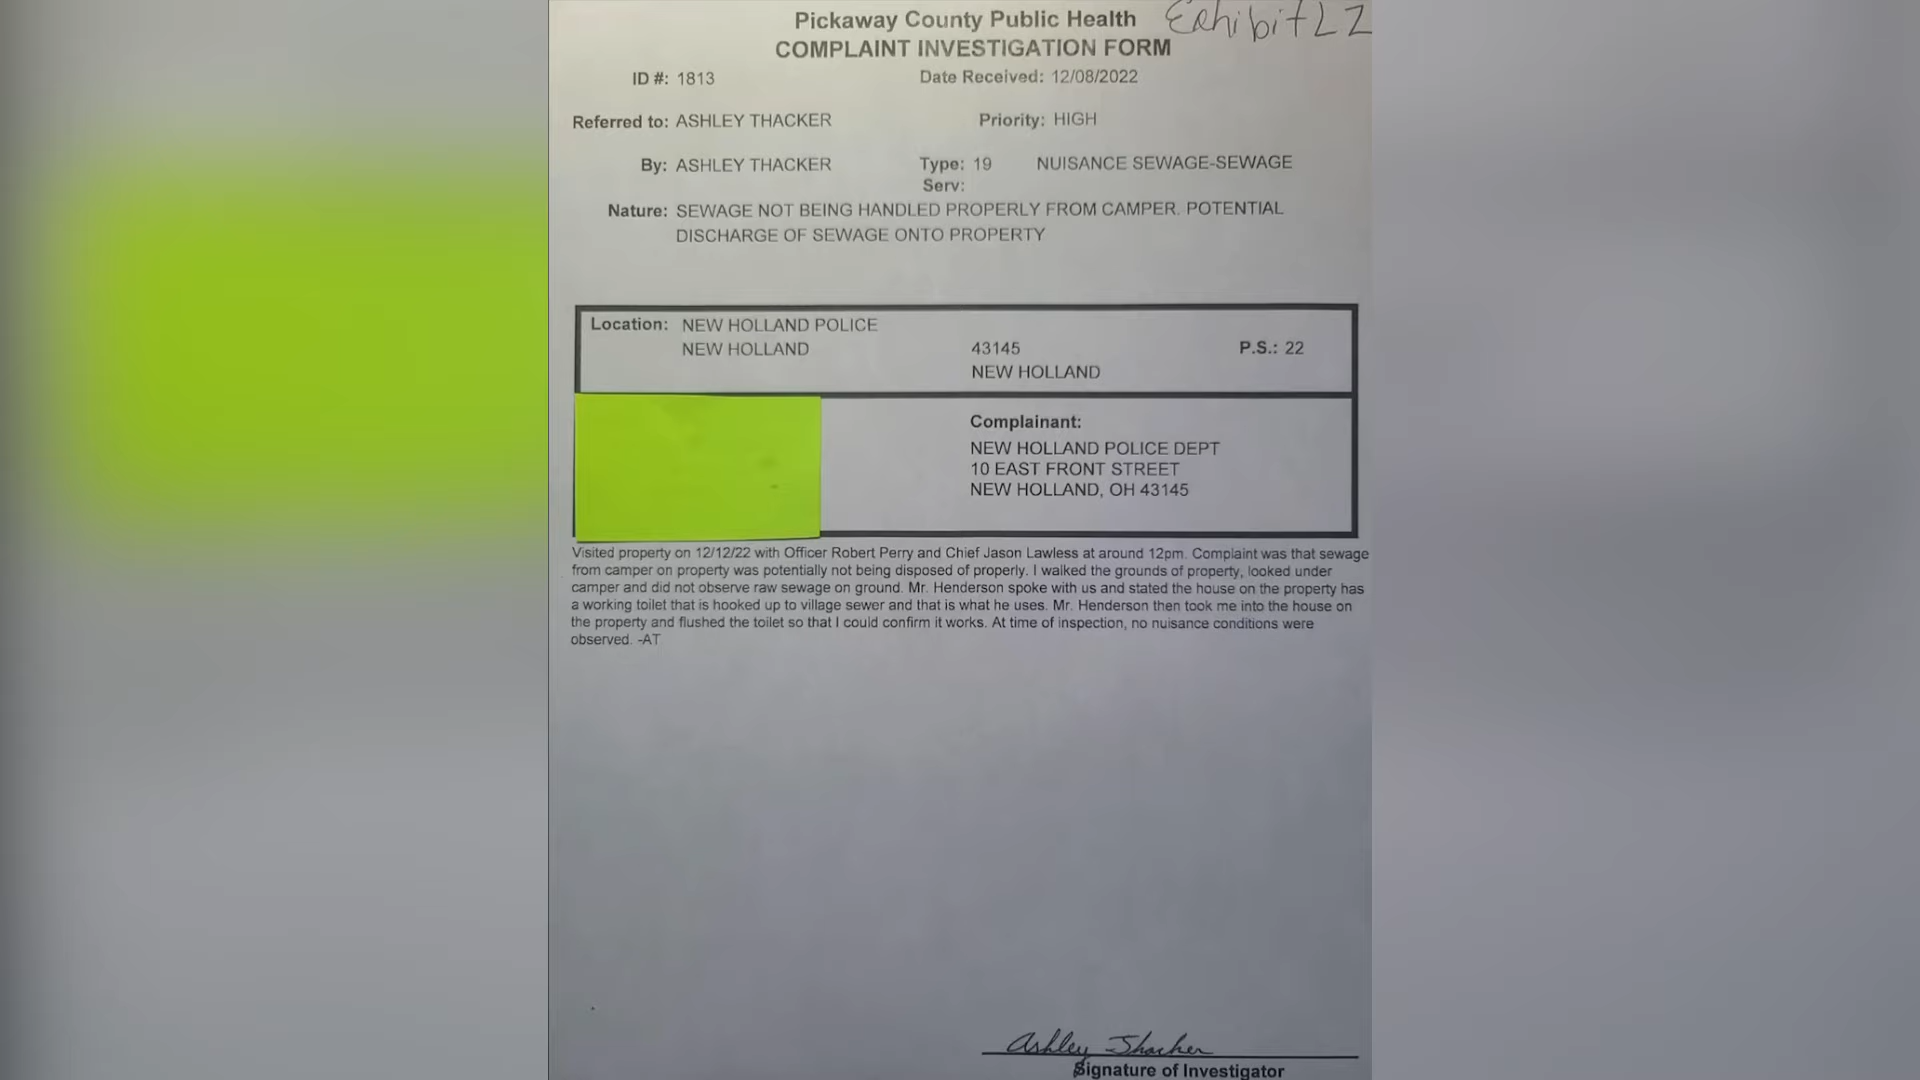 Pickaway County Public Health Exhibit LZ
COMPLAINT INVESTIGATION FORM
ID #: 1813 Date Received: 12/08/2022
Referred to: ASHLEY THACKER Priority: HIGH
By: ASHLEY THACKER Type: 19 NUISANCE SEWAGE-SEWAGE
Serv:
Nature: SEWAGE NOT BEING HANDLED PROPERLY FROM CAMPER. POTENTIAL
DISCHARGE OF SEWAGE ONTO PROPERTY
Location: NEW HOLLAND POLICE
NEW HOLLAND 43145 P.S.: 22
NEW HOLLAND
Complainant:
NEW HOLLAND POLICE DEPT
10 EAST FRONT STREET
NEW HOLLAND, OH 43145
Visited property on 12/12/22 with Officer Robert Perry and Chief Jason Lawless at around 12pm. Complaint was that sewage
from camper on property was potentially not being disposed of properly. I walked the grounds of property, looked under
camper and did not observe raw sewage on ground. Mr. Henderson spoke with us and stated the house on the property has
a working toilet that is hooked up to village sewer and that is what he uses. Mr. Henderson then took me into the house on
the property and flushed the toilet so that I could confirm it works. At time of inspection, no nuisance conditions were
observed. -AT
Ashley Thacker
Signature of Investigator